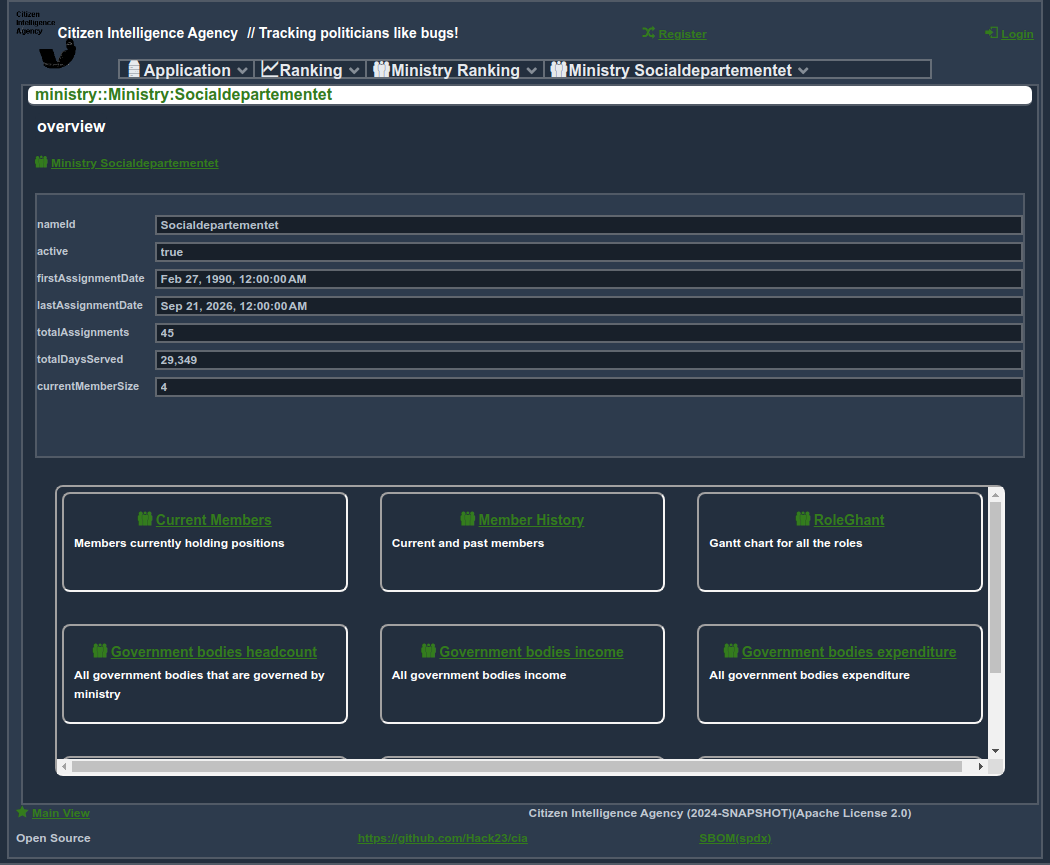 Citizen
Intelligence
Agency
Citizen Intelligence Agency // Tracking politicians like bugs!
Register
Login
Application
Ranking
Ministry Ranking
Ministry Socialdepartementet
ministry::Ministry:Socialdepartementet
overview
Ministry Socialdepartementet
nameId Socialdepartementet
active true
firstAssignmentDate Feb 27, 1990, 12:00:00 AM
lastAssignmentDate Sep 21, 2026, 12:00:00 AM
totalAssignments 45
totalDaysServed 29,349
currentMemberSize 4
Current Members
Members currently holding positions
Member History
Current and past members
RoleGhant
Gantt chart for all the roles
Government bodies headcount
All government bodies that are governed by
ministry
Government bodies income
All government bodies income
Government bodies expenditure
All government bodies expenditure
Main View
Citizen Intelligence Agency (2024-SNAPSHOT)(Apache License 2.0)
Open Source
https://github.com/Hack23/cia
SBOM(spdx)